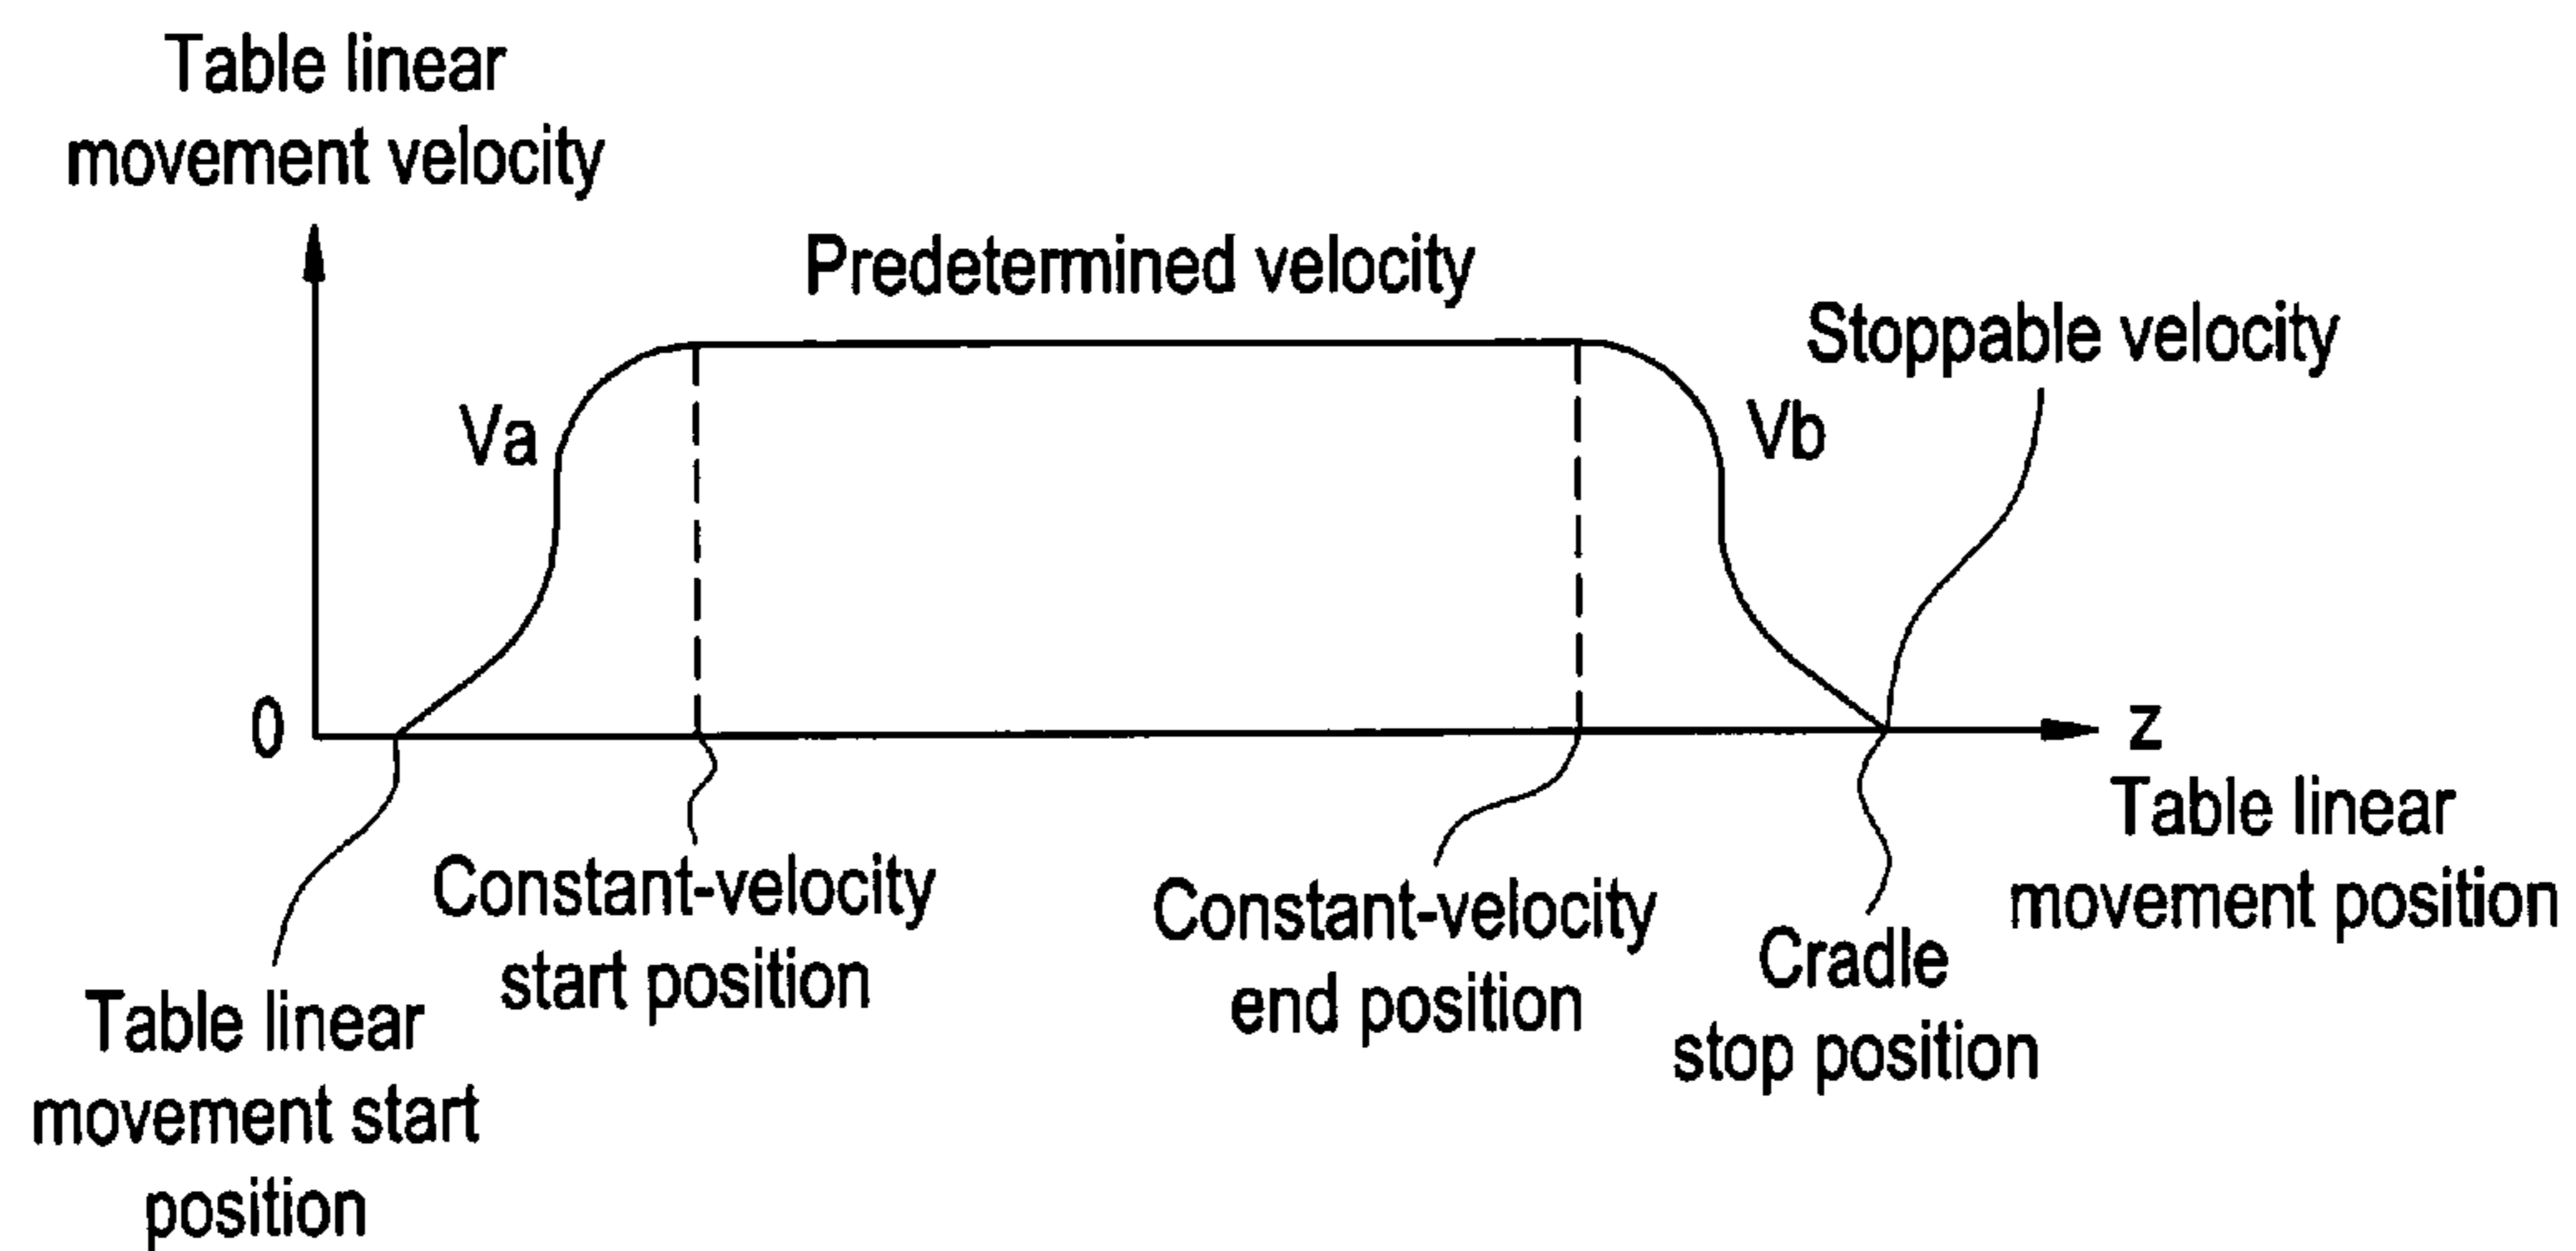 Table linear
movement velocity
Predetermined velocity
Stoppable velocity
Va
Vb
0
z
Table linear
movement position
Constant-velocity
start position
Constant-velocity
end position
Cradle
stop position
Table linear
movement start
position